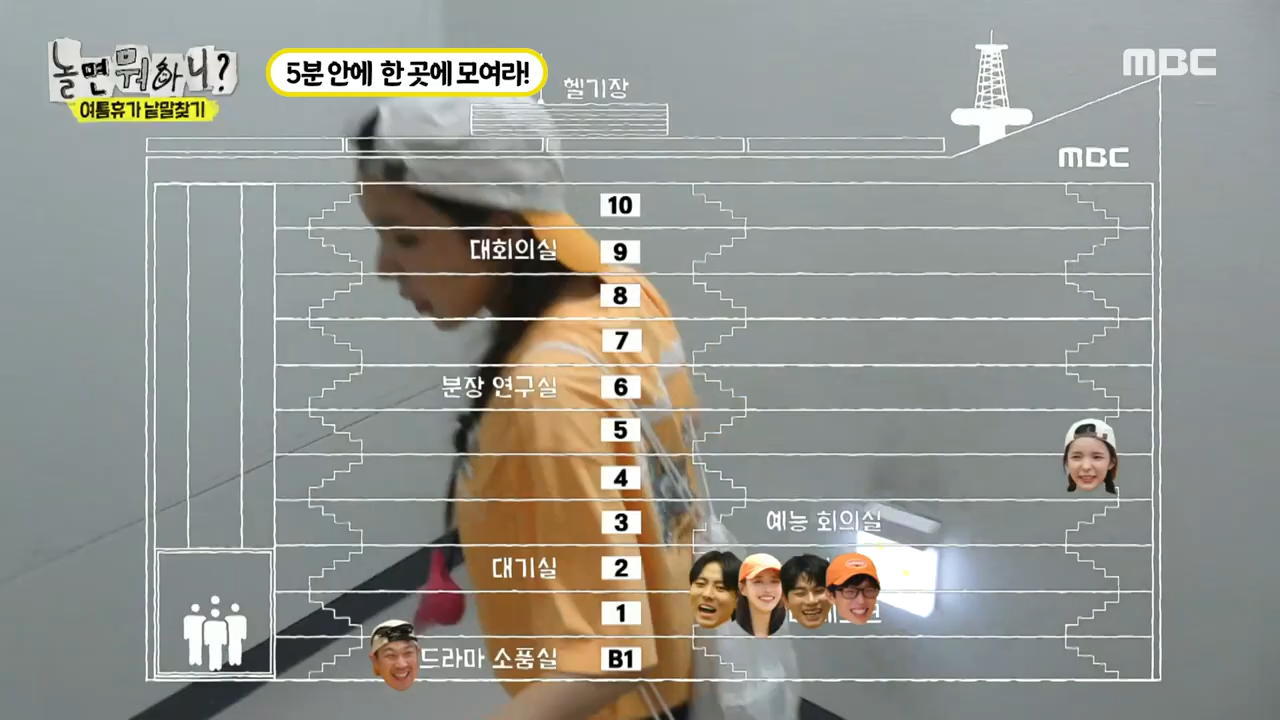 놀면 뭐하니?
여름휴가 낱말찾기
5분 안에 한 곳에 모여라!
MBC
헬기장
MBC
10
대회의실 9
8
7
분장 연구실 6
5
4
3 예능 회의실
대기실 2
1
드라마 소품실 B1